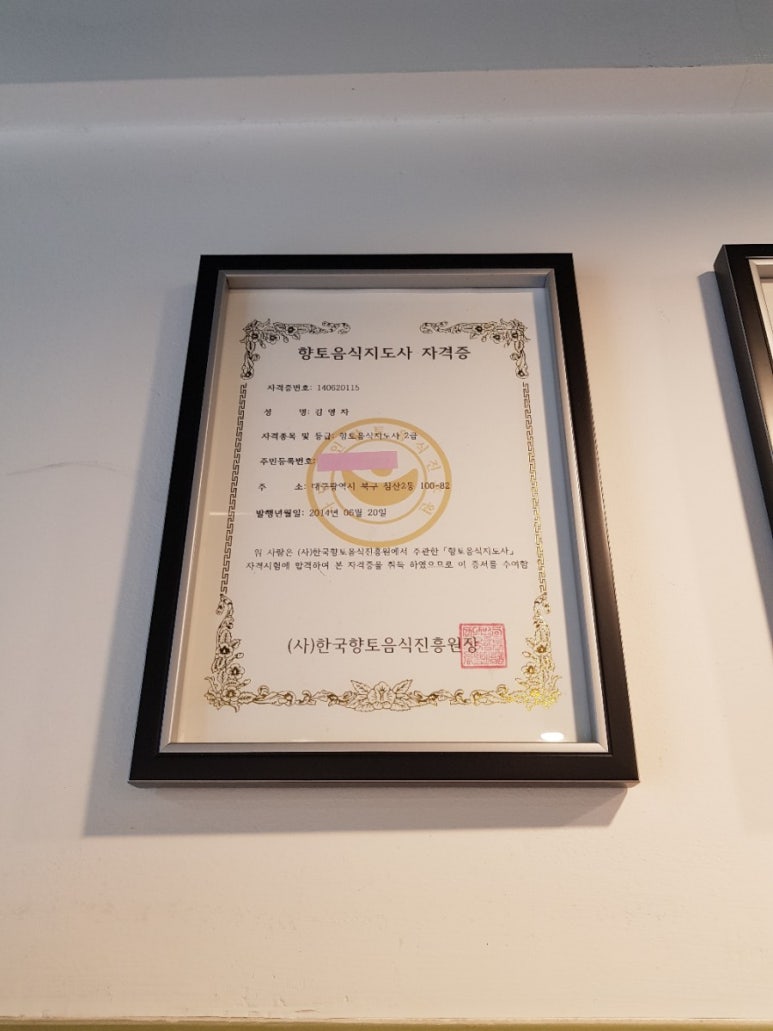 향토음식지도사 자격증
자격증번호: 140620115
성 명: 김영자
자격종목 및 등급: 향토음식지도사 2급
주민등록번호:
주 소: 대구광역시 북구 침산2동 100-82
발행년월일: 2014년 06월 20일
위 사람은 (사)한국향토음식진흥원에서 주관한「향토음식지도사」
자격시험에 합격하여 본 자격증을 취득 하였으므로 이 증서를 수여함
(사)한국향토음식진흥원장